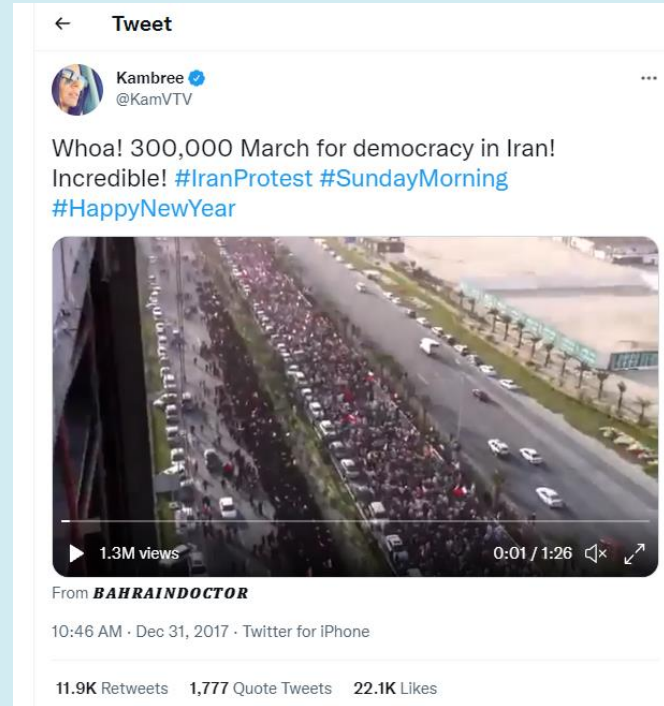 Tweet
Kambree
@KamVTV
Whoa! 300,000 March for democracy in Iran!
Incredible! #IranProtest #SundayMorning
#HappyNewYear
1.3M views
0:01 / 1:26
From BAHRAINDOCTOR
10:46 AM · Dec 31, 2017 · Twitter for iPhone
11.9K Retweets 1,777 Quote Tweets 22.1K Likes